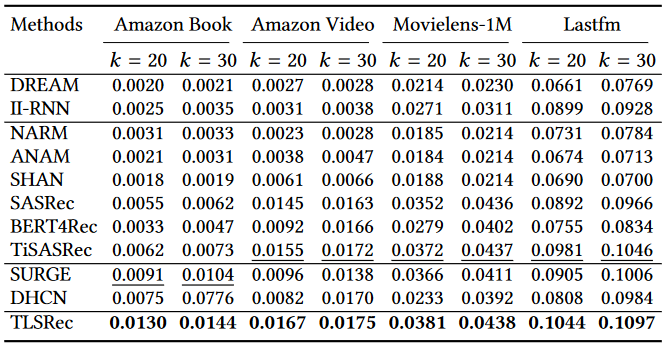 Methods Amazon Book Amazon Video Movielens-1M Lastfm
k = 20 k = 30 k = 20 k = 30 k = 20 k = 30 k = 20 k = 30
DREAM 0.0020 0.0021 0.0027 0.0028 0.0214 0.0230 0.0661 0.0769
II-RNN 0.0025 0.0035 0.0031 0.0038 0.0271 0.0311 0.0899 0.0928
NARM 0.0031 0.0033 0.0023 0.0028 0.0185 0.0214 0.0731 0.0784
ANAM 0.0021 0.0031 0.0038 0.0047 0.0184 0.0214 0.0674 0.0713
SHAN 0.0018 0.0019 0.0061 0.0066 0.0188 0.0214 0.0690 0.0700
SASRec 0.0055 0.0062 0.0145 0.0163 0.0352 0.0436 0.0892 0.0966
BERT4Rec 0.0033 0.0047 0.0092 0.0166 0.0279 0.0402 0.0755 0.0834
TiSASRec 0.0062 0.0073 0.0155 0.0172 0.0372 0.0437 0.0981 0.1046
SURGE 0.0091 0.0104 0.0096 0.0138 0.0366 0.0411 0.0905 0.1006
DHCN 0.0075 0.0776 0.0082 0.0170 0.0233 0.0392 0.0808 0.0984
TLSRec 0.0130 0.0144 0.0167 0.0175 0.0381 0.0438 0.1044 0.1097